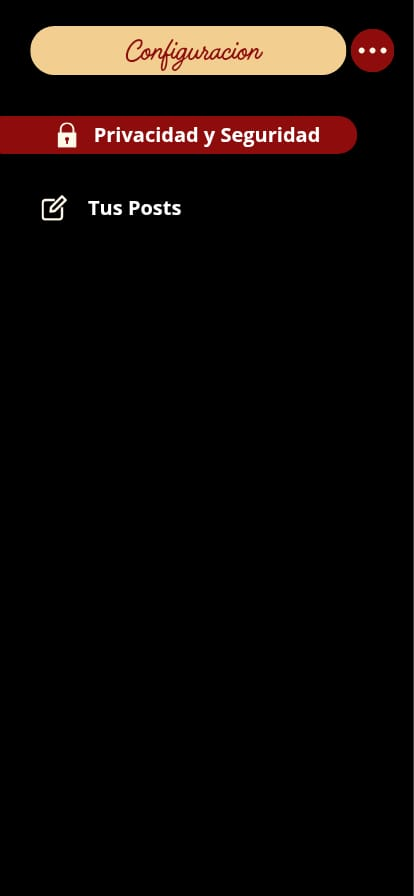 Configuracion
Privacidad y Seguridad
Tus Posts